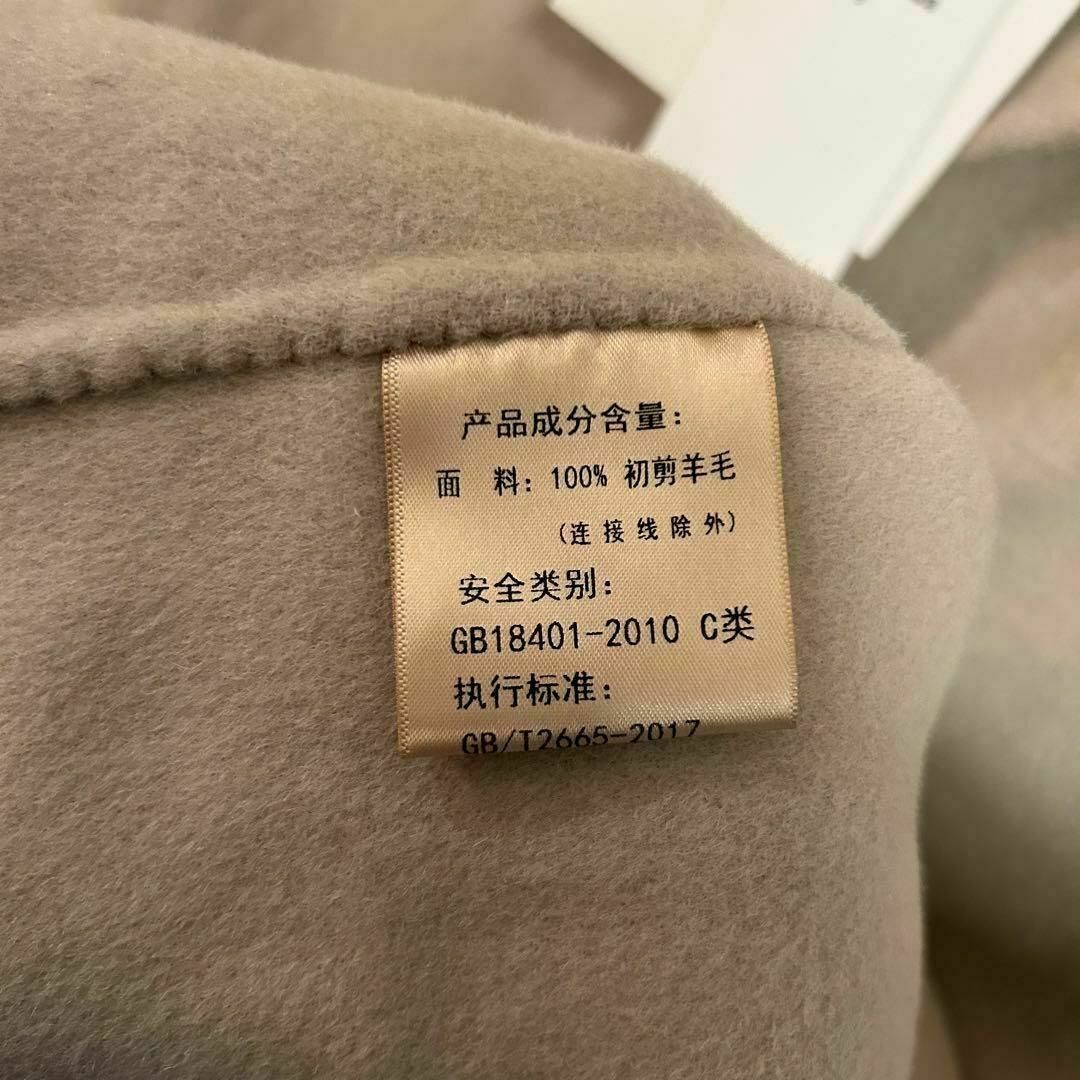 产品成分含量：
面 料：100% 初剪羊毛
（连接线除外）
安全类别：
GB18401-2010 C类
执行标准：
GB/T2665-2017